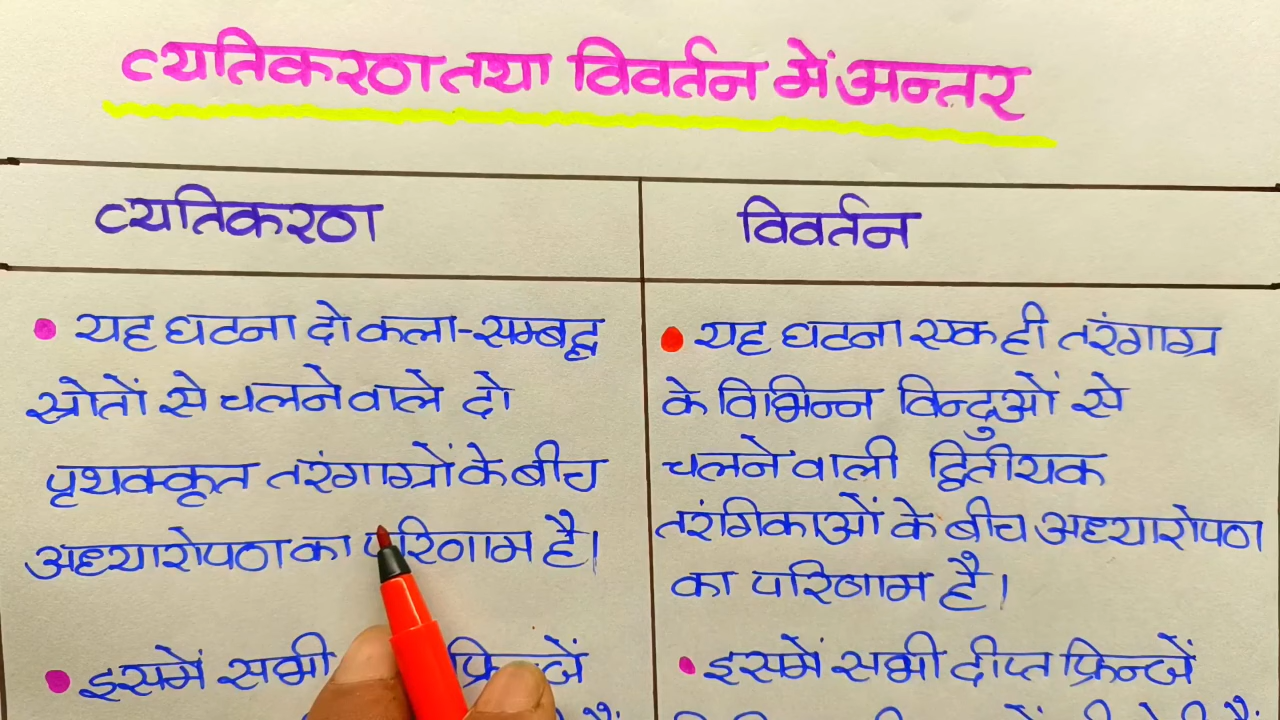 व्यतिकरण तथा विवर्तन में अन्तर
व्यतिकरण
यह घटना दो कला-सम्बद्ध
स्रोतों से चलने वाले दो
पृथक्कृत तरंगाग्रों के बीच
अध्यारोपण का परिणाम है।
इसमें सभी फ्रिन्जें
विवर्तन
यह घटना एक ही तरंगाग्र
के विभिन्न विन्दुओं से
चलने वाली द्वितीयक
तरंगिकाओं के बीच अध्यारोपण
का परिणाम है।
इसमें सभी दीप्त फ्रिन्जें